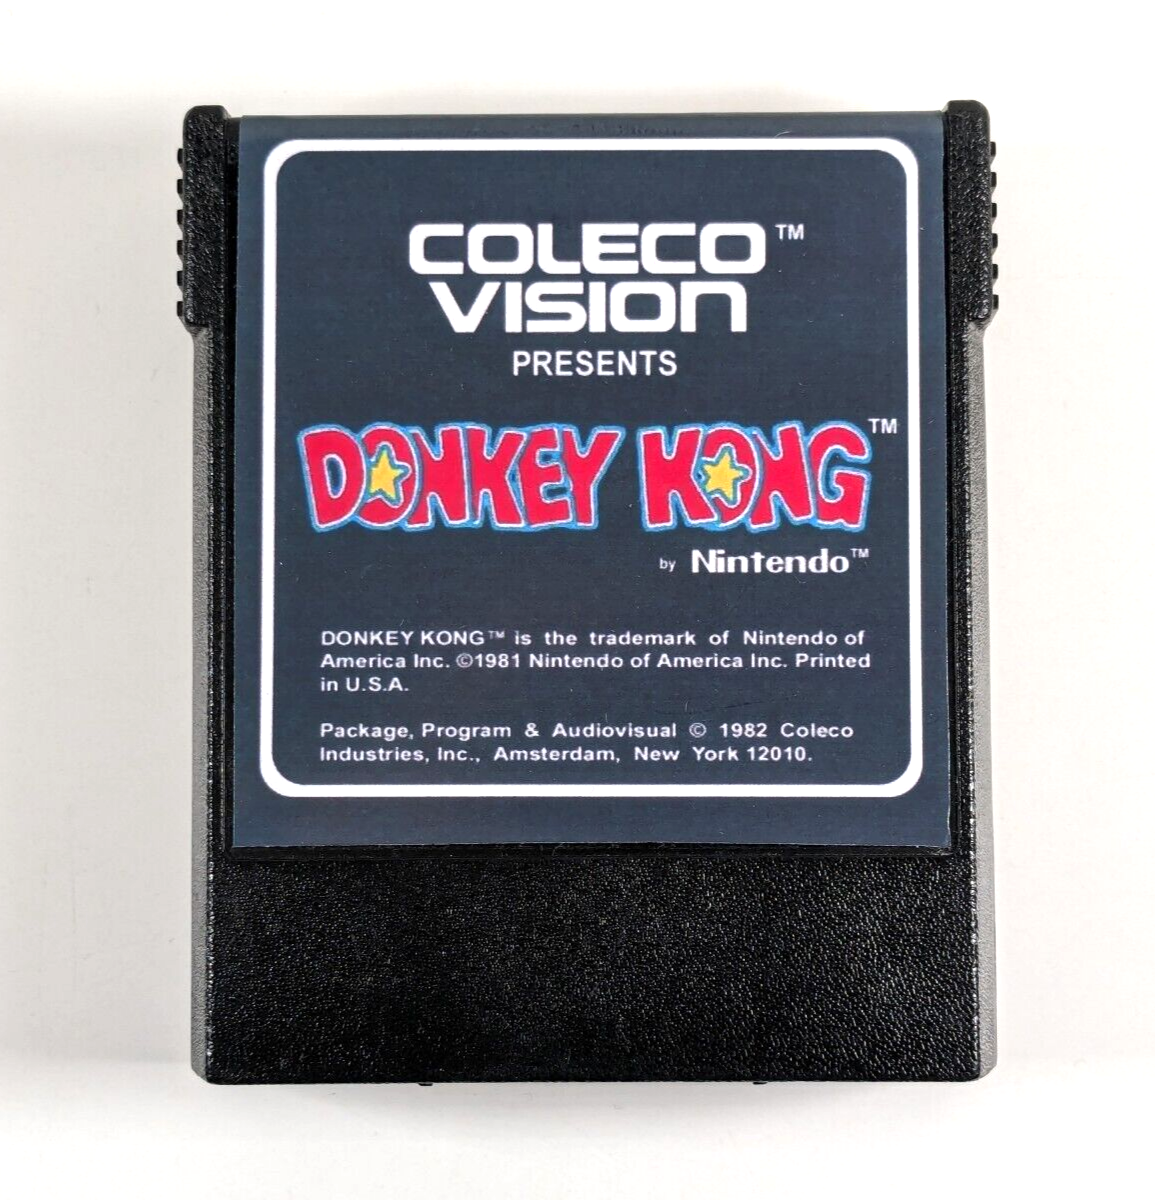 COLECO™
VISION
PRESENTS
DONKEY KONG™
by Nintendo™
DONKEY KONG™ is the trademark of Nintendo of
America Inc. ©1981 Nintendo of America Inc. Printed
in U.S.A.
Package, Program & Audiovisual © 1982 Coleco
Industries, Inc., Amsterdam, New York 12010.